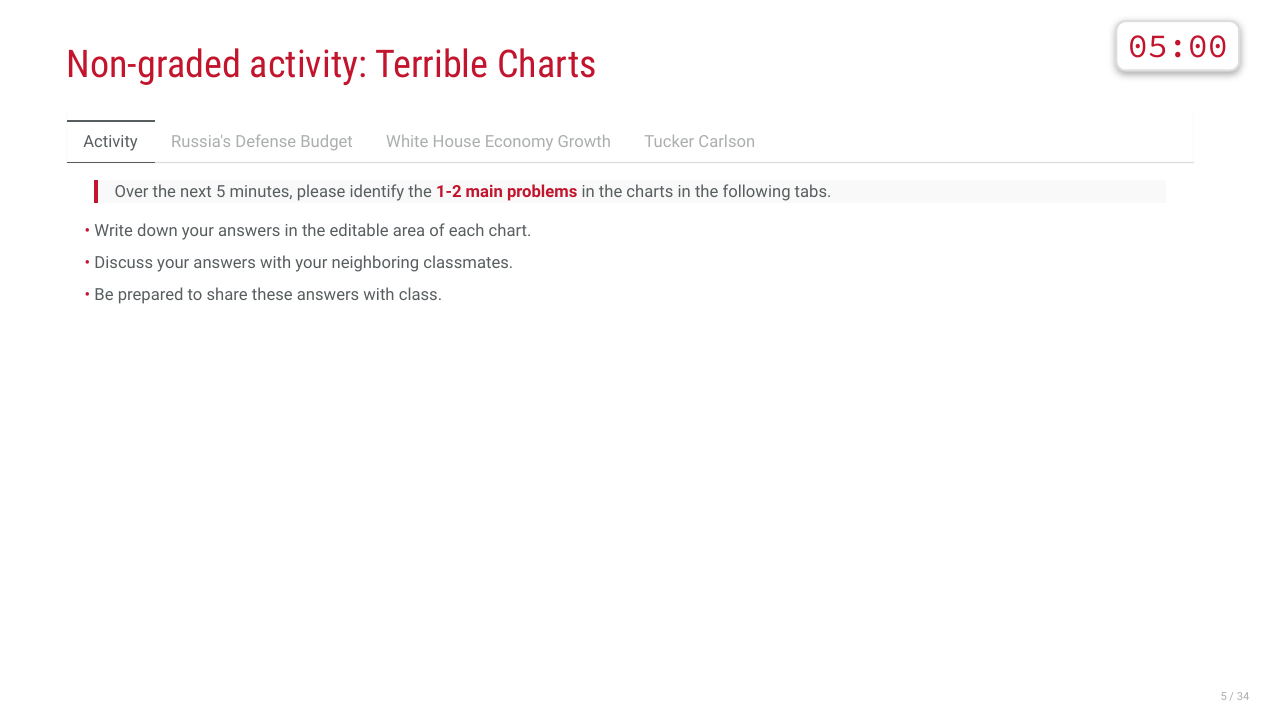 Non-graded activity: Terrible Charts
05:00
Activity Russia's Defense Budget White House Economy Growth Tucker Carlson
Over the next 5 minutes, please identify the 1-2 main problems in the charts in the following tabs.
• Write down your answers in the editable area of each chart.
• Discuss your answers with your neighboring classmates.
• Be prepared to share these answers with class.
5 / 34